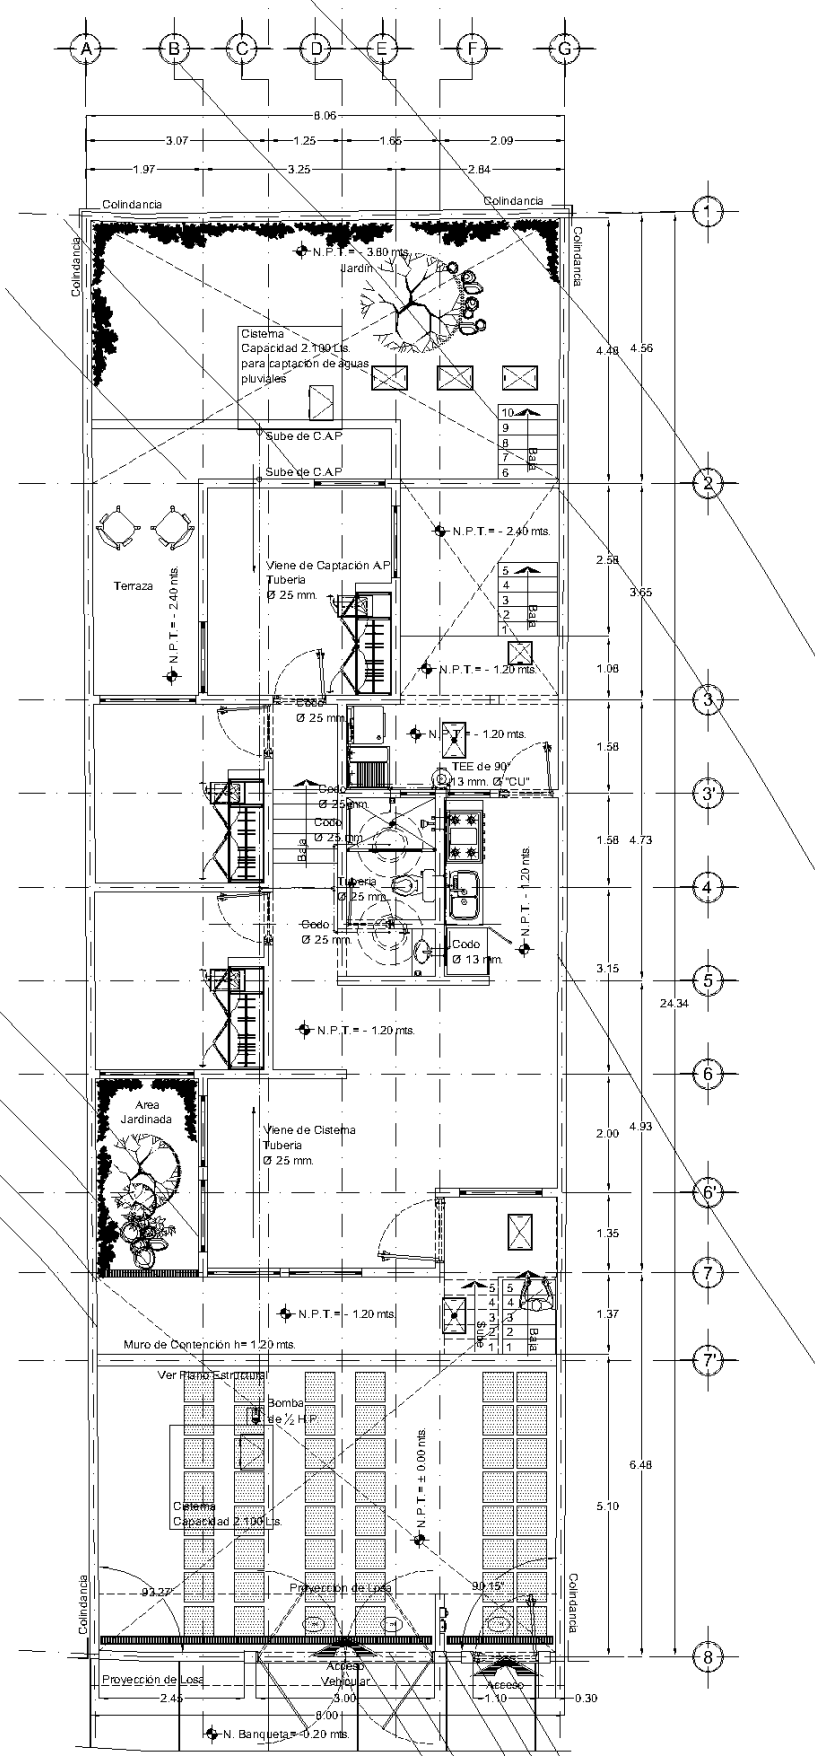 A B C D E F G
8.06
3.07 1.25 1.65 2.09
1.97 3.25 2.84
Colindancia
Colindancia
1
Colindancia
Colindancia
N.P.T.= - 3.60 mts.
Jardín
Cisterna
Capacidad 2.100 Lts.
para captación de aguas
pluviales
4.48 4.56
10
9
8
7
6
Baja
Sube de C.A.P
Sube de C.A.P
2
N.P.T.= - 2.40 mts.
Viene de Captación A.P
Tubería
Ø 25 mm.
Terraza
N.P.T.= - 2.40 mts.
5
4
3
2
1
Baja
2.58
3.65
1.08
N.P.T.= - 1.20 mts.
3
Codo
Ø 25 mm.
N.P.T.= - 1.20 mts.
1.58
TEE de 90°
13 mm. Ø "CU"
3'
Codo
Ø 25 mm.
Codo
Ø 25 mm.
Baja
N.P.T. - 1.20 mts.
1.58 4.73
Tubería
Ø 25 mm.
4
Codo
Ø 25 mm.
Codo
Ø 13 mm.
3.15
5
24.34
N.P.T.= - 1.20 mts.
6
Area
Jardinada
Viene de Cisterna
Tubería
Ø 25 mm.
2.00 4.93
6'
1.35
7
5 5
4 4
3 3
2 2
1 1
Sube
Baja
N.P.T.= - 1.20 mts.
1.37
Muro de Contención h= 1.20 mts.
7'
Ver Plano Estructural
Bomba
de ½ H.P.
N.P.T.= ± 0.00 mts.
6.48
Cisterna
Capacidad 2.100 Lts.
5.10
93.27°
Proyección de Losa
90.15°
Colindancia
Colindancia
8
Acceso
Vehicular
Proyección de Losa
Acceso
2.45 3.00 1.10 0.30
8.00
N. Banqueta= -0.20 mts.